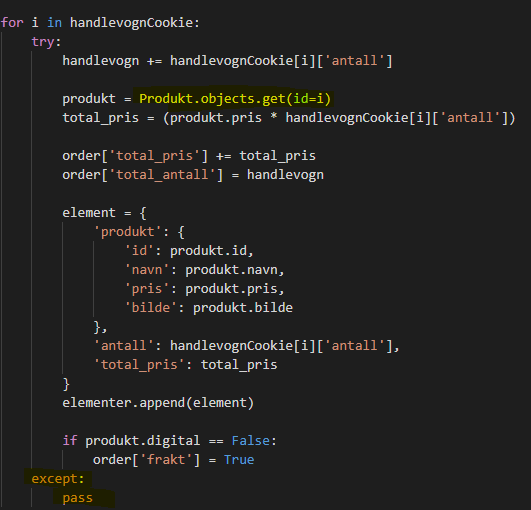 for i in handlevognCookie:
    try:
        handlevogn += handlevognCookie[i]['antall']
        produkt = Produkt.objects.get(id=i)
        total_pris = (produkt.pris * handlevognCookie[i]['antall'])
        order['total_pris'] += total_pris
        order['total_antall'] = handlevogn
        element = {
            'produkt': {
                'id': produkt.id,
                'navn': produkt.navn,
                'pris': produkt.pris,
                'bilde': produkt.bilde
            },
            'antall': handlevognCookie[i]['antall'],
            'total_pris': total_pris
        }
        elementer.append(element)
        if produkt.digital == False:
            order['frakt'] = True
    except:
        pass